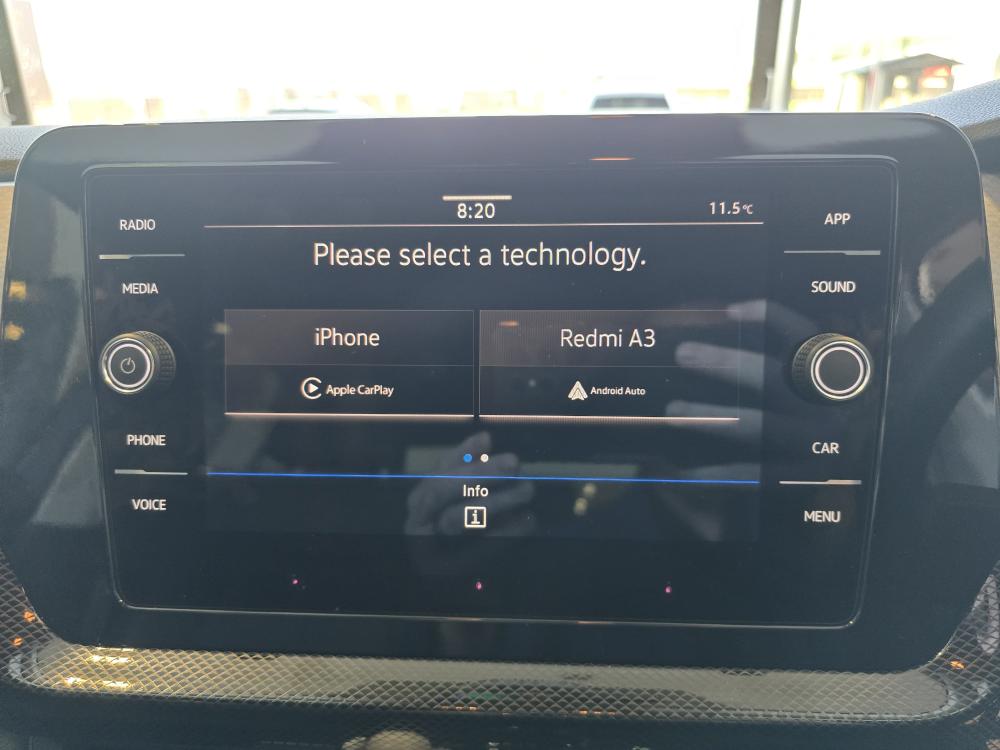 8:20
11.5°C
RADIO
MEDIA
PHONE
VOICE
Please select a technology.
iPhone
Apple CarPlay
Redmi A3
Android Auto
Info
i
APP
SOUND
CAR
MENU